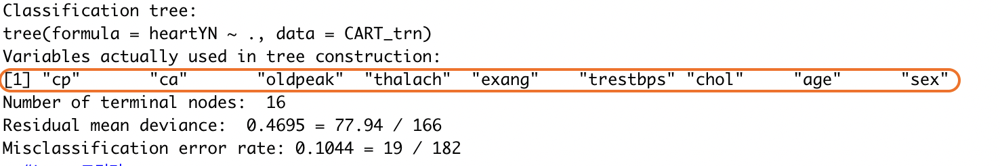 Classification tree:
tree(formula = heartYN ~ ., data = CART_trn)
Variables actually used in tree construction:
[1] "cp"       "ca"       "oldpeak"  "thalach"  "exang"    "trestbps" "chol"     "age"      "sex"
Number of terminal nodes:  16
Residual mean deviance:  0.4695 = 77.94 / 166
Misclassification error rate: 0.1044 = 19 / 182